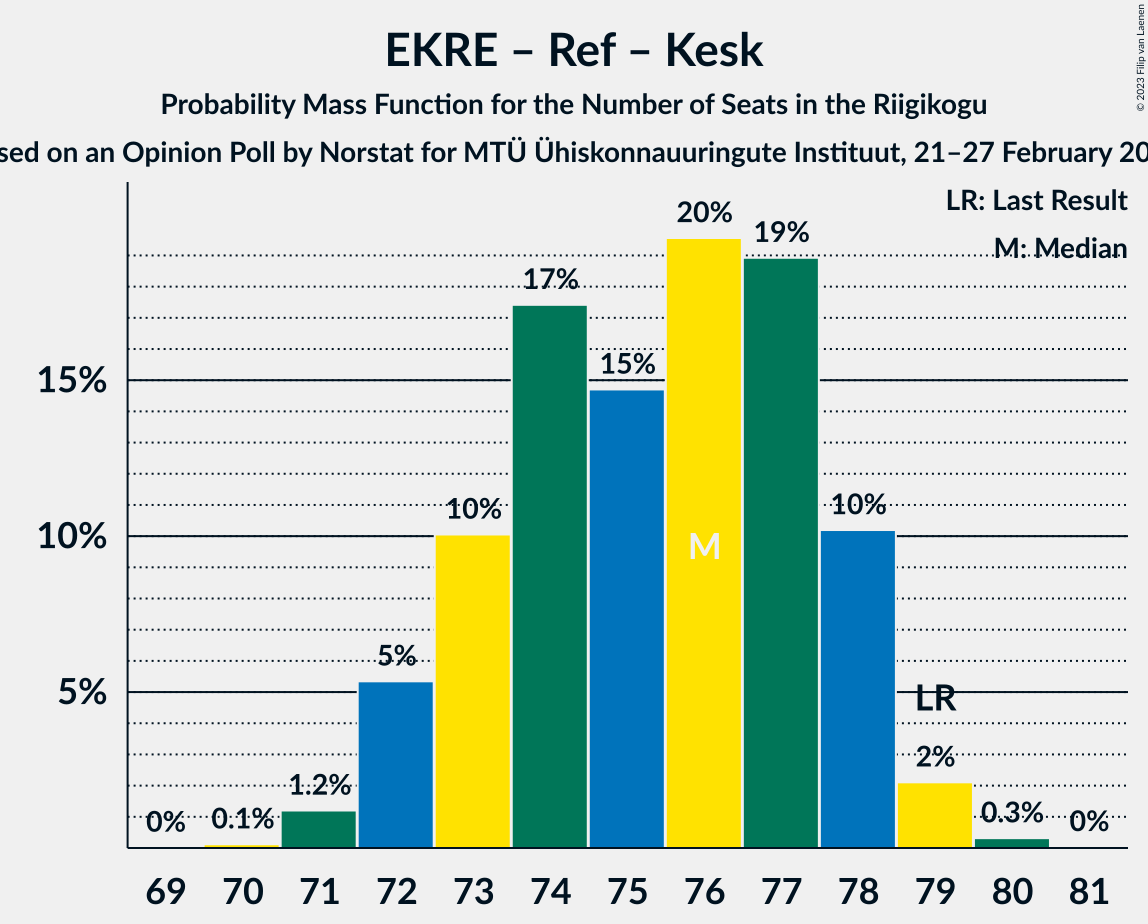 EKRE – Ref – Kesk
Probability Mass Function for the Number of Seats in the Riigikogu
sed on an Opinion Poll by Norstat for MTÜ Ühiskonnauuringute Instituut, 21–27 February 20
© 2023 Filip van Laenen
LR: Last Result
M: Median
20%
19%
17%
15%
15%
10%
10%
10%
M
5%
5%
LR
2%
1.2%
0%
0.1%
0.3%
0%
69 70 71 72 73 74 75 76 77 78 79 80 81